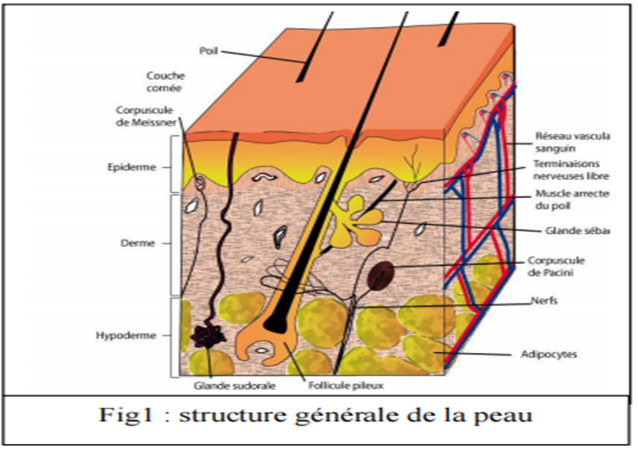 Poil
Couche
cornée
Corpuscule
de Meissner
Epiderme
Derme
Hypoderme
Glande sudorale
Follicule pileux
Réseau vascula
sanguin
Terminaisons
nerveuses libre
Muscle arrecte
du poil
Glande séba
Corpuscule
de Pacini
Nerfs
Adipocytes
Fig1 : structure générale de la peau